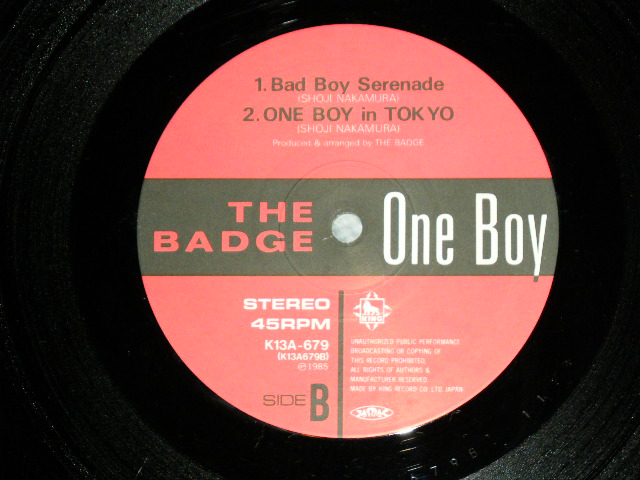 1. Bad Boy Serenade
(SHOJI NAKAMURA)
2. ONE BOY in TOKYO
(SHOJI NAKAMURA)
Produced & arranged by THE BADGE
THE
BADGE
One Boy
STEREO
45RPM
K13A-679
(K13A679B)
℗1985
SIDE B
KING
UNAUTHORIZED PUBLIC PERFORMANCE
BROADCASTING OR COPYING OF
THIS RECORD PROHIBITED.
ALL RIGHTS OF AUTHORS &
MANUFACTURER RESERVED.
MADE BY KING RECORD CO. LTD. JAPAN
JASRAC